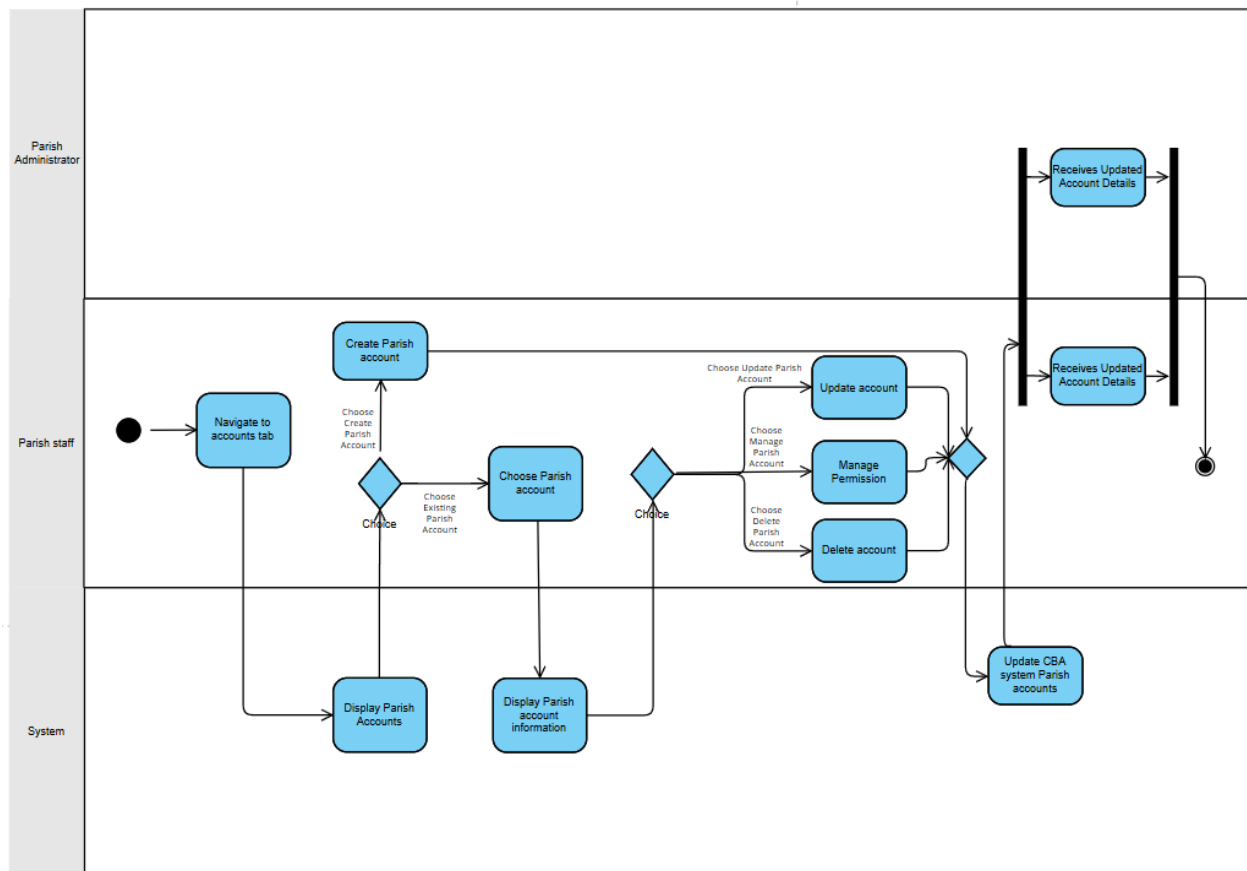 Parish
Administrator
Receives Updated
Account Details
Parish staff
Create Parish
account
Navigate to
accounts tab
Choose
Create
Parish
Account
Choice
Choose
Existing
Parish
Account
Choose Parish
account
Choice
Choose Update Parish
Account
Update account
Choose
Manage
Parish
Account
Manage
Permission
Choose
Delete
Parish
Account
Delete account
Receives Updated
Account Details
System
Display Parish
Accounts
Display Parish
account
information
Update CBA
system Parish
accounts